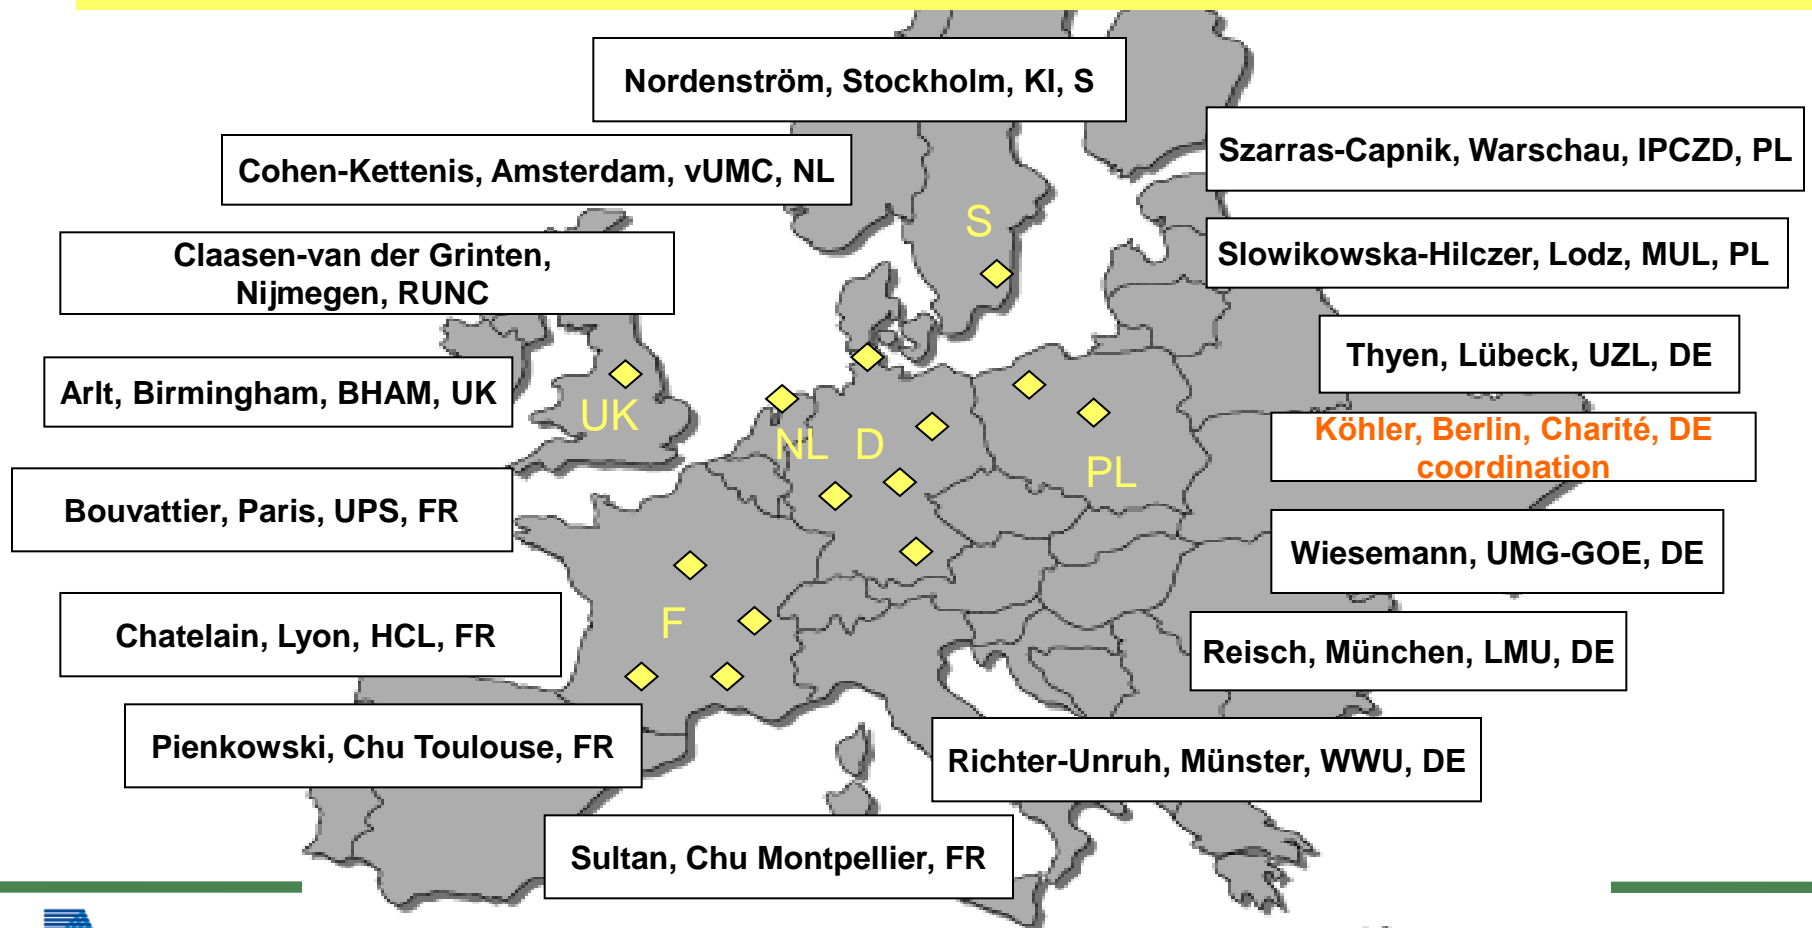 Nordenström, Stockholm, KI, S
Cohen-Kettenis, Amsterdam, vUMC, NL
Szarras-Capnik, Warschau, IPCZD, PL
Claasen-van der Grinten,
Nijmegen, RUNC
S
Slowikowska-Hilczer, Lodz, MUL, PL
Arlt, Birmingham, BHAM, UK
Thyen, Lübeck, UZL, DE
UK
NL
D
PL
Köhler, Berlin, Charité, DE
coordination
Bouvattier, Paris, UPS, FR
Wiesemann, UMG-GOE, DE
Chatelain, Lyon, HCL, FR
F
Reisch, München, LMU, DE
Pienkowski, Chu Toulouse, FR
Richter-Unruh, Münster, WWU, DE
Sultan, Chu Montpellier, FR